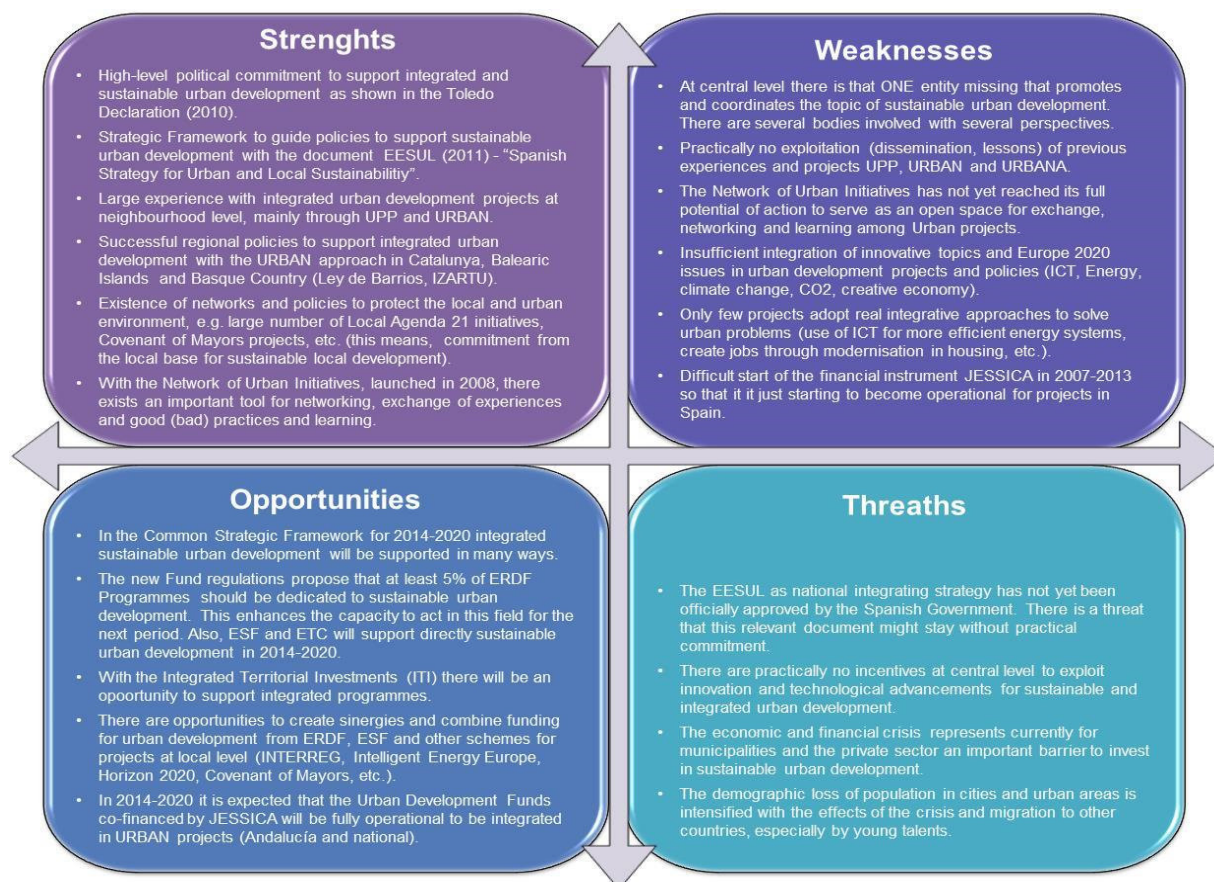 Strenghts
• High-level political commitment to support integrated and
sustainable urban development as shown in the Toledo
Declaration (2010).
• Strategic Framework to guide policies to support sustainable
urban development with the document EESUL (2011) - “Spanish
Strategy for Urban and Local Sustainabilitiy”.
• Large experience with integrated urban development projects at
neighbourhood level, mainly through UPP and URBAN.
• Successful regional policies to support integrated urban
development with the URBAN approach in Catalunya, Balearic
Islands and Basque Country (Ley de Barrios, IZARTU).
• Existence of networks and policies to protect the local and urban
environment, e.g. large number of Local Agenda 21 initiatives,
Covenant of Mayors projects, etc. (this means, commitment from
the local base for sustainable local development).
• With the Network of Urban Initiatives, launched in 2008, there
exists an important tool for networking, exchange of experiences
and good (bad) practices and learning.
Weaknesses
• At central level there is that ONE entity missing that promotes
and coordinates the topic of sustainable urban development.
There are several bodies involved with several perspectives.
• Practically no exploitation (dissemination, lessons) of previous
experiences and projects UPP, URBAN and URBANA.
• The Network of Urban Initiatives has not yet reached its full
potential of action to serve as an open space for exchange,
networking and learning among Urban projects.
• Insufficient integration of innovative topics and Europe 2020
issues in urban development projects and policies (ICT, Energy,
climate change, CO2, creative economy).
• Only few projects adopt real integrative approaches to solve
urban problems (use of ICT for more efficient energy systems,
create jobs through modernisation in housing, etc.).
• Difficult start of the financial instrument JESSICA in 2007-2013
so that it it just starting to become operational for projects in
Spain.
Opportunities
• In the Common Strategic Framework for 2014-2020 integrated
sustainable urban development will be supported in many ways.
• The new Fund regulations propose that at least 5% of ERDF
Programmes should be dedicated to sustainable urban
development. This enhances the capacity to act in this field for the
next period. Also, ESF and ETC will support directly sustainable
urban development in 2014-2020.
• With the Integrated Territorial Investments (ITI) there will be an
opoortunity to support integrated programmes.
• There are opportunities to create sinergies and combine funding
for urban development from ERDF, ESF and other schemes for
projects at local level (INTERREG, Intelligent Energy Europe,
Horizon 2020, Covenant of Mayors, etc.).
• In 2014-2020 it is expected that the Urban Development Funds
co-financed by JESSICA will be fully operational to be integrated
in URBAN projects (Andalucía and national).
Threaths
• The EESUL as national integrating strategy has not yet been
officially approved by the Spanish Government. There is a threat
that this relevant document might stay without practical
commitment.
• There are practically no incentives at central level to exploit
innovation and technological advancements for sustainable and
integrated urban development.
• The economic and financial crisis represents currently for
municipalities and the private sector an important barrier to invest
in sustainable urban development.
• The demographic loss of population in cities and urban areas is
intensified with the effects of the crisis and migration to other
countries, especially by young talents.